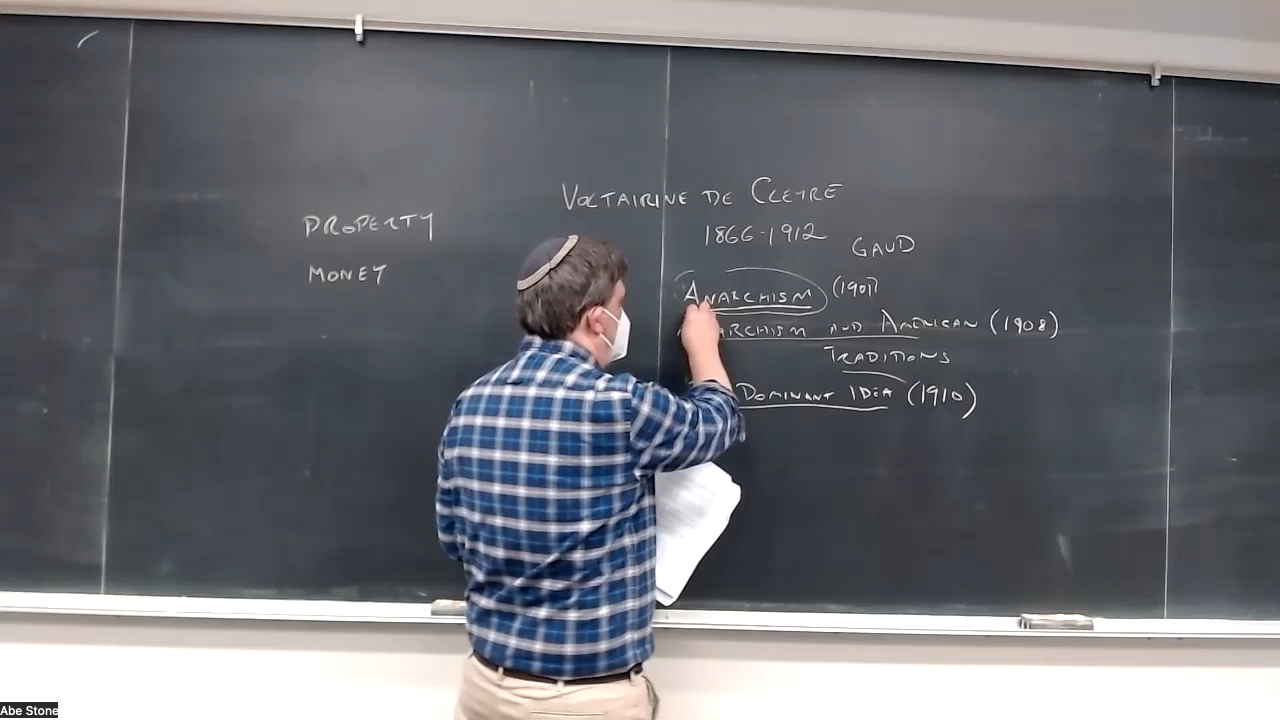 PROPERTY
MONEY
VOLTAIRINE DE CLEYRE
1866-1912
GAUD
ANARCHISM (1901)
ANARCHISM AND AMERICAN (1908)
TRADITIONS
DOMINANT IDEA (1910)
Abe Stone